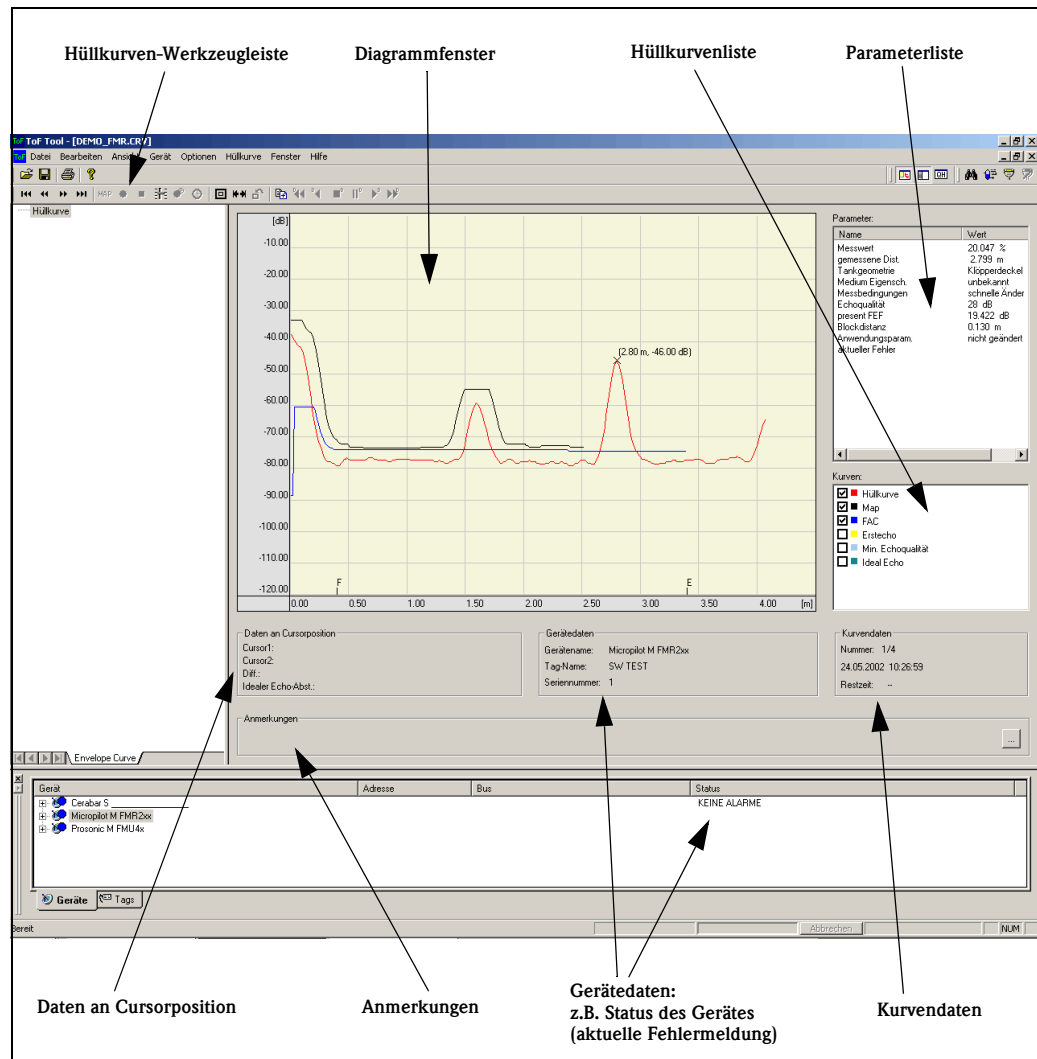 Hüllkurven-Werkzeugleiste
Diagrammfenster
Hüllkurvenliste
Parameterliste
ToF Tool - [DEMO_FMR.CRV]
Datei Bearbeiten Ansicht Gerät Optionen Hüllkurve Fenster Hilfe
MAP
Hüllkurve
[dB]
-10.00
-20.00
-30.00
-40.00
-50.00
-60.00
-70.00
-80.00
-90.00
-100.00
-110.00
-120.00
(2.80 m, -46.00 dB)
F
E
0.00 0.50 1.00 1.50 2.00 2.50 3.00 3.50 4.00 [m]
Parameter:
Name Wert
Messwert 20.047 %
gemessene Dist. 2.799 m
Tankgeometrie Klöpperdeckel
Medium Eigensch. unbekannt
Messbedingungen schnelle Änder
Echoqualität 28 dB
present FEF 19.422 dB
Blockdistanz 0.130 m
Anwendungsparam. nicht geändert
aktueller Fehler
Kurven:
Hüllkurve
Map
FAC
Erstecho
Min. Echoqualität
Ideal Echo
Daten an Cursorposition
Cursor1:
Cursor2:
Diff.:
Idealer Echo-Abst.:
Gerätedaten
Gerätename: Micropilot M FMR2xx
Tag-Name: SW TEST
Seriennummer: 1
Kurvendaten
Nummer: 1/4
24.05.2002 10:26:59
Restzeit: --
Anmerkungen
...
Envelope Curve
Gerät Adresse Bus Status
Cerabar S KEINE ALARME
Micropilot M FMR2xx
Prosonic M FMU4x
Geräte Tags
Bereit Abbrechen NUM
Daten an Cursorposition
Anmerkungen
Gerätedaten:
z.B. Status des Gerätes
(aktuelle Fehlermeldung)
Kurvendaten